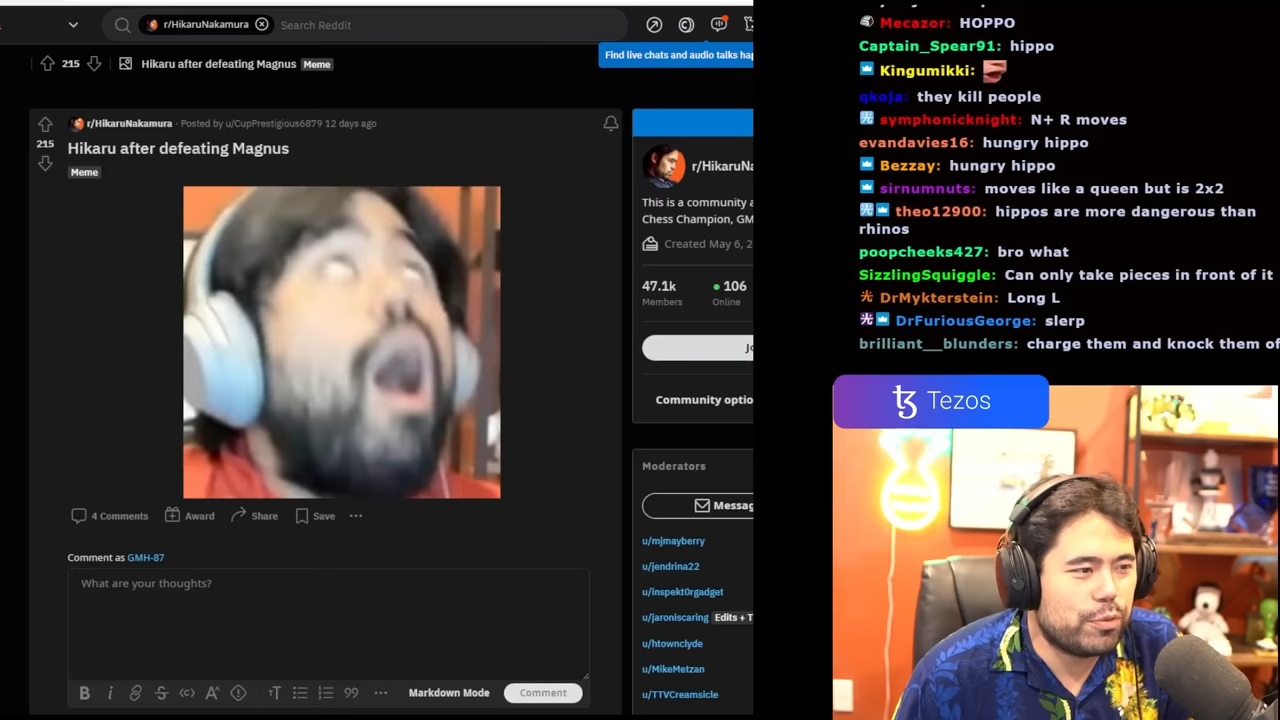 r/HikaruNakamura
Search Reddit
Find live chats and audio talks hap
215
Hikaru after defeating Magnus Meme
r/HikaruNakamura · Posted by u/CupPrestigious6879 12 days ago
215
Hikaru after defeating Magnus
Meme
4 Comments
Award
Share
Save
Comment as GMH-87
What are your thoughts?
Markdown Mode
Comment
r/HikaruNa
This is a community a
Chess Champion, GM
Created May 6, 2
47.1k
106
Members
Online
Jo
Community optio
Moderators
Messag
u/mjmayberry
u/jendrina22
u/inspekt0rgadget
u/jaroniscaring Edits + T
u/htownclyde
u/MikeMetzan
u/TTVCreamsicle
Mecazor: HOPPO
Captain_Spear91: hippo
Kingumikki:
qkoja: they kill people
symphonicknight: N+ R moves
evandavies16: hungry hippo
Bezzay: hungry hippo
sirnumnuts: moves like a queen but is 2x2
theo12900: hippos are more dangerous than
rhinos
poopcheeks427: bro what
SizzlingSquiggle: Can only take pieces in front of it
DrMykterstein: Long L
DrFuriousGeorge: slerp
brilliant__blunders: charge them and knock them of
Tezos